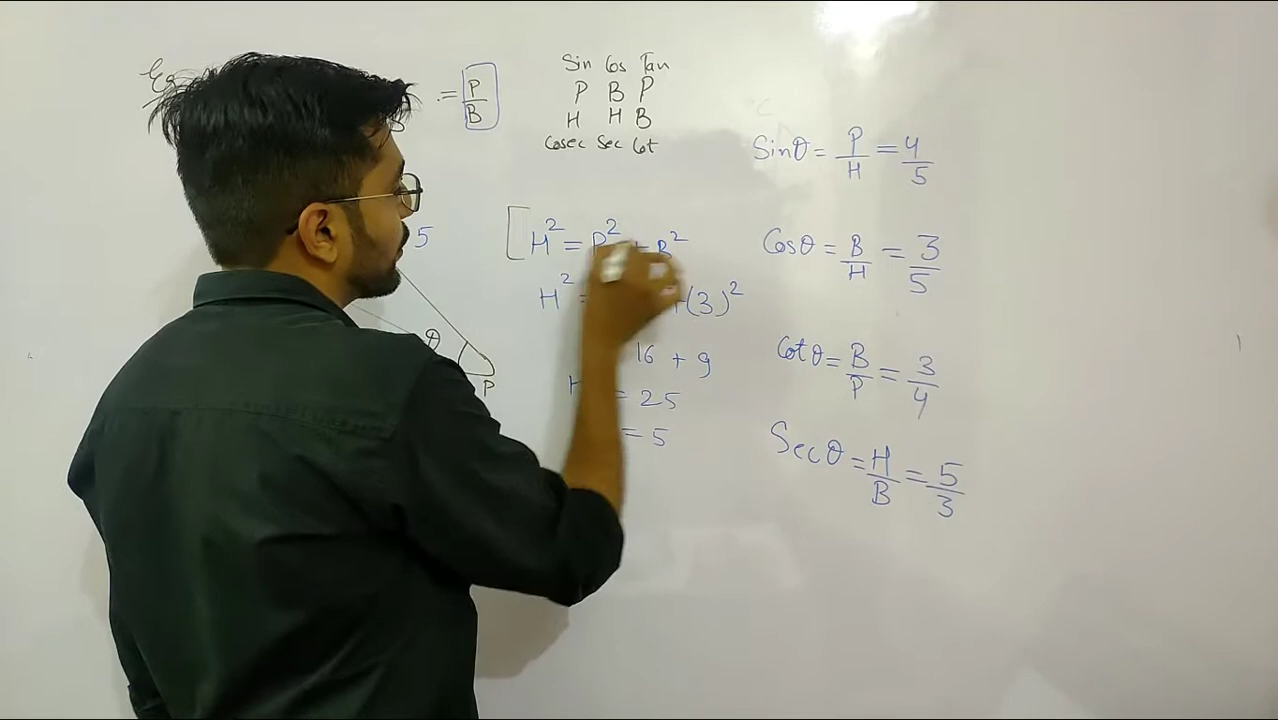 Eg
= P/B
Sin Cos Tan
P B P
H H B
Cosec Sec Cot
5
θ
P
H² = P² + B²
H² = +(3)²
16 + 9
H = 25
= 5
Sinθ = P/H = 4/5
Cosθ = B/H = 3/5
Cotθ = B/P = 3/4
Secθ = H/B = 5/3